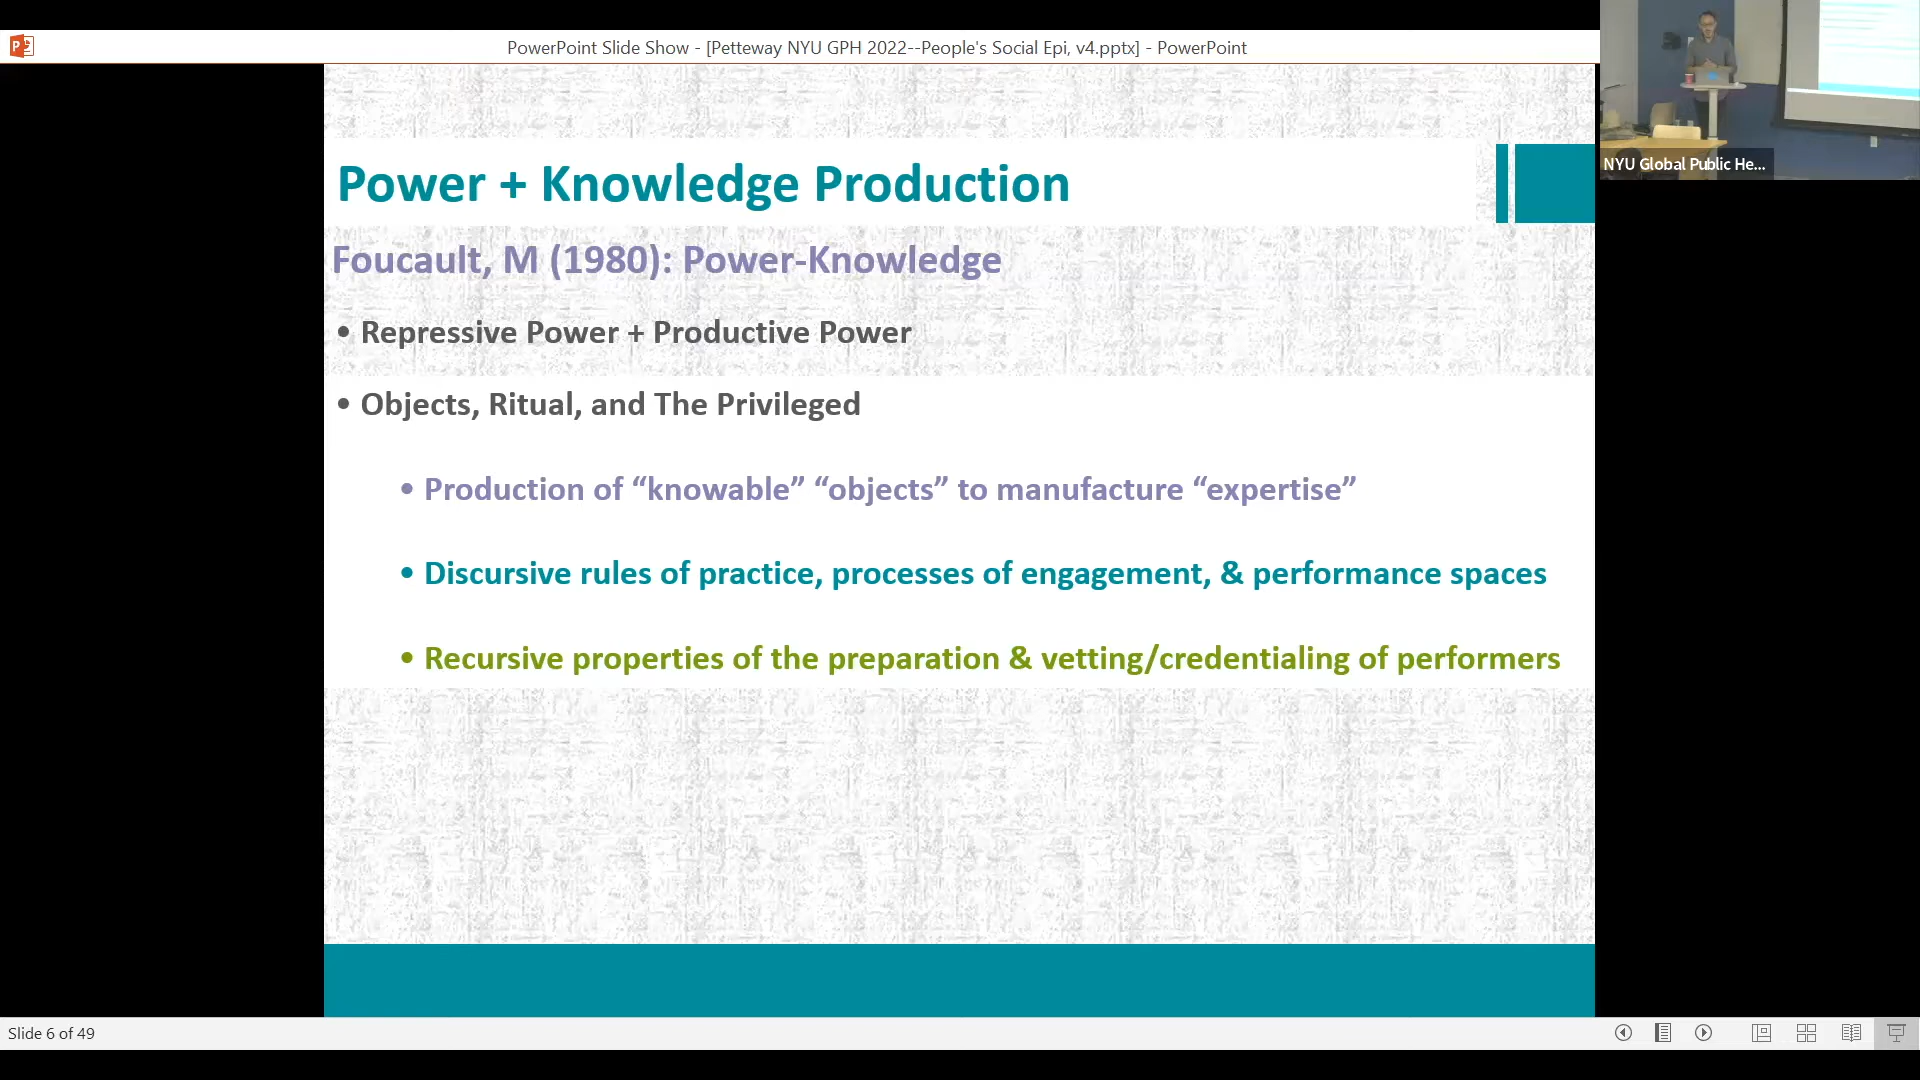 PowerPoint Slide Show - [Petteway NYU GPH 2022--People's Social Epi, v4.pptx] - PowerPoint
NYU Global Public He...
Power + Knowledge Production
Foucault, M (1980): Power-Knowledge
• Repressive Power + Productive Power
• Objects, Ritual, and The Privileged
• Production of “knowable” “objects” to manufacture “expertise”
• Discursive rules of practice, processes of engagement, & performance spaces
• Recursive properties of the preparation & vetting/credentialing of performers
Slide 6 of 49